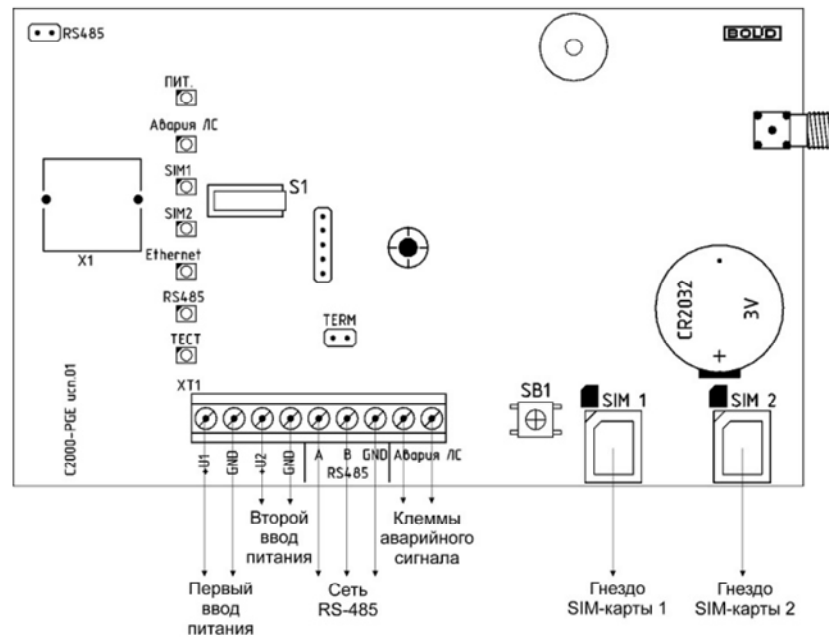 RS485
BOLID
ПИТ.
Авария ЛС
SIM1
S1
SIM2
X1
Ethernet
RS485
TERM
ТЕСТ
CR2032
3V
+
XT1
SB1
SIM 1
SIM 2
C2000-PGE исп.01
+U1
GND
+U2
GND
A
B
GND
Авария ЛС
RS485
Второй
ввод
питания
Клеммы
аварийного
сигнала
Первый
ввод
питания
Сеть
RS-485
Гнездо
SIM-карты 1
Гнездо
SIM-карты 2